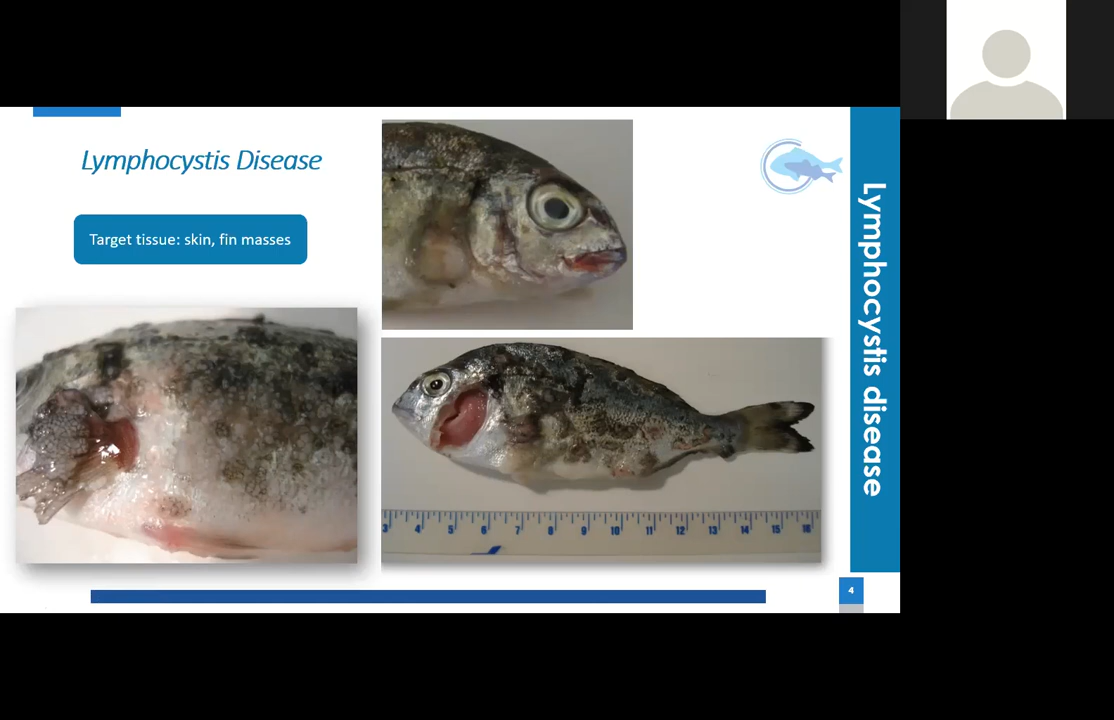 Lymphocystis Disease
Target tissue: skin, fin masses
3 4 5 6 7 8 9 10 11 12 13 14 15 16
Lymphocystis disease
4